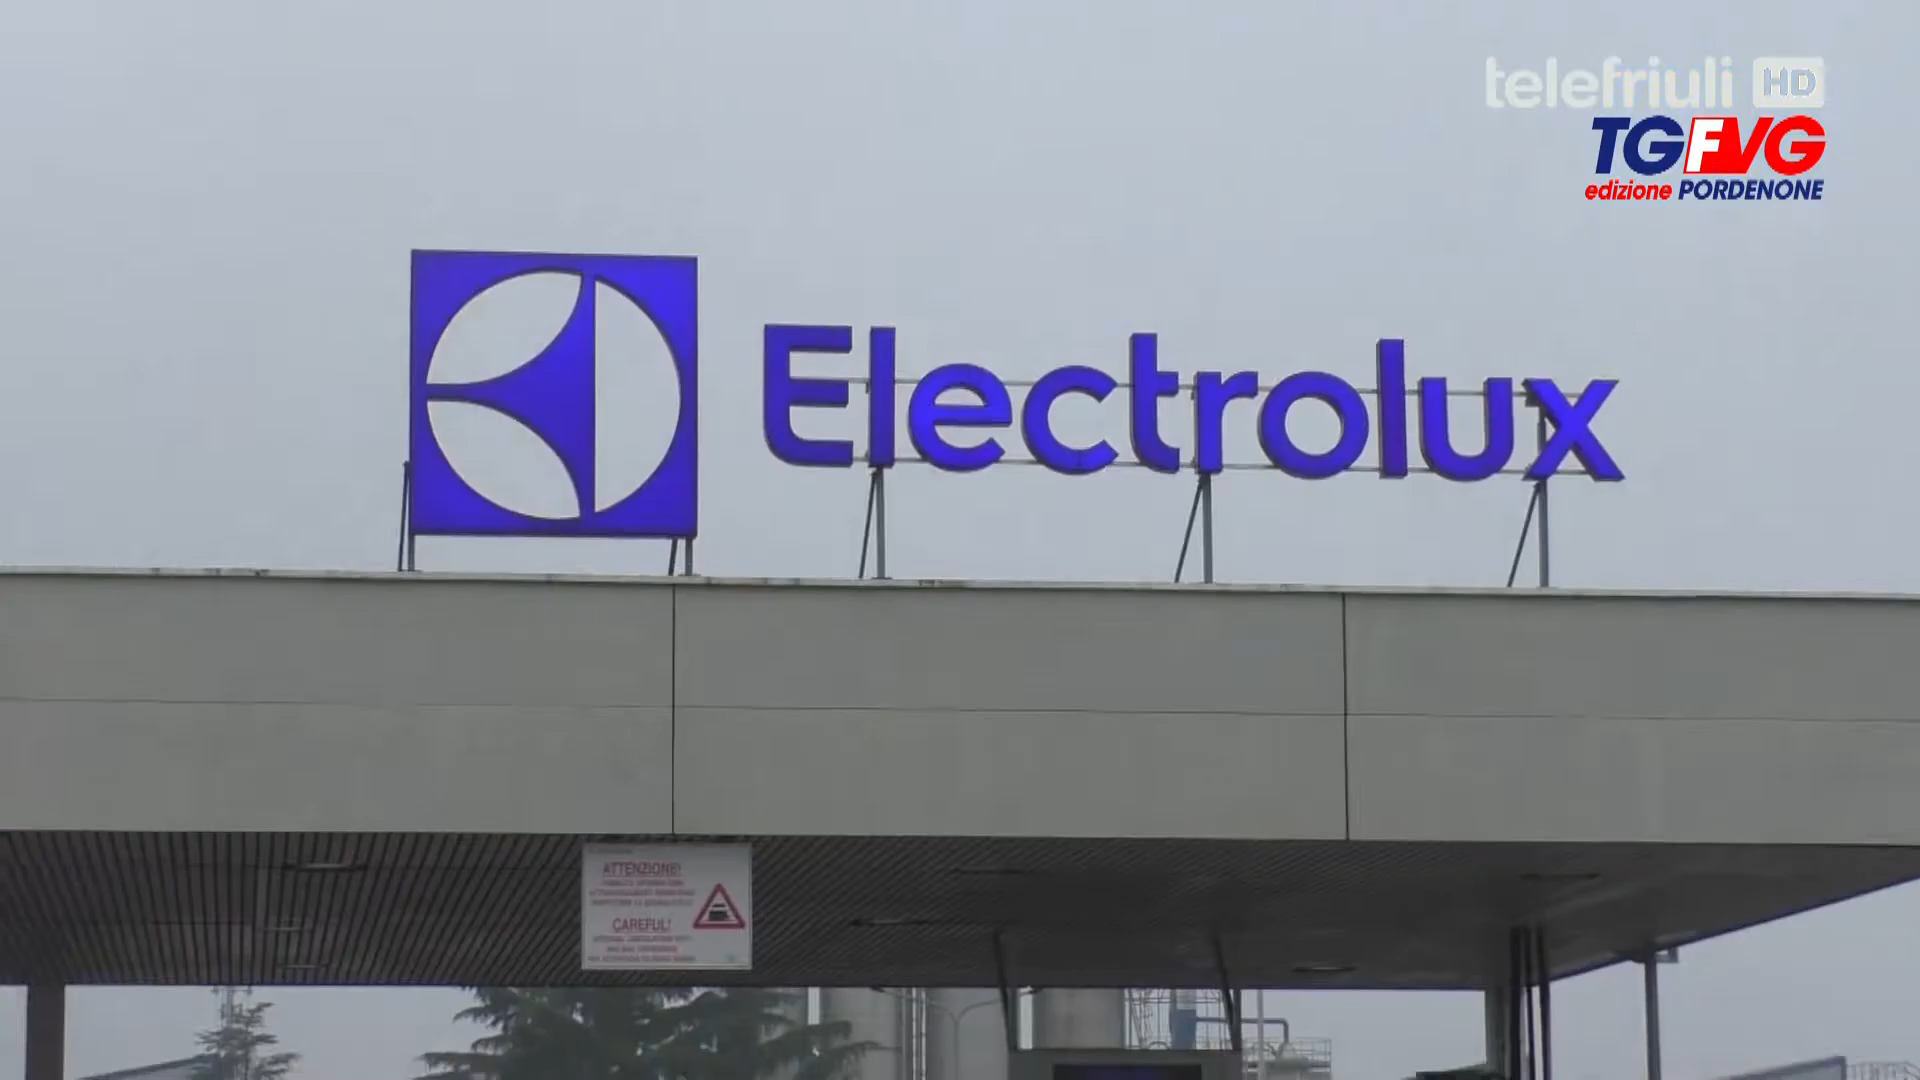 telefriuli HD
TGFVG
edizione PORDENONE
Electrolux
ATTENZIONE!
CAREFUL!